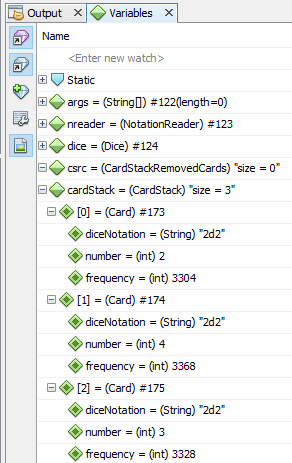 Output Variables
Name
<Enter new watch>
Static
args = (String[]) #122(length=0)
nreader = (NotationReader) #123
dice = (Dice) #124
csrc = (CardStackRemovedCards) "size = 0"
cardStack = (CardStack) "size = 3"
[0] = (Card) #173
diceNotation = (String) "2d2"
number = (int) 2
frequency = (int) 3304
[1] = (Card) #174
diceNotation = (String) "2d2"
number = (int) 4
frequency = (int) 3368
[2] = (Card) #175
diceNotation = (String) "2d2"
number = (int) 3
frequency = (int) 3328